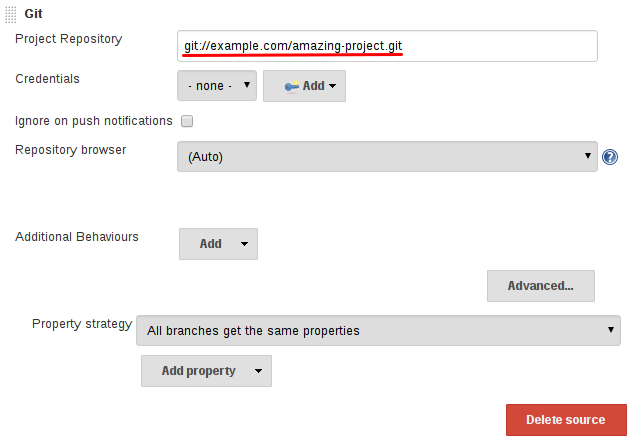 Git
Project Repository git://example.com/amazing-project.git
Credentials - none - Add
Ignore on push notifications
Repository browser (Auto) ?
Additional Behaviours Add
Advanced...
Property strategy All branches get the same properties
Add property
Delete source